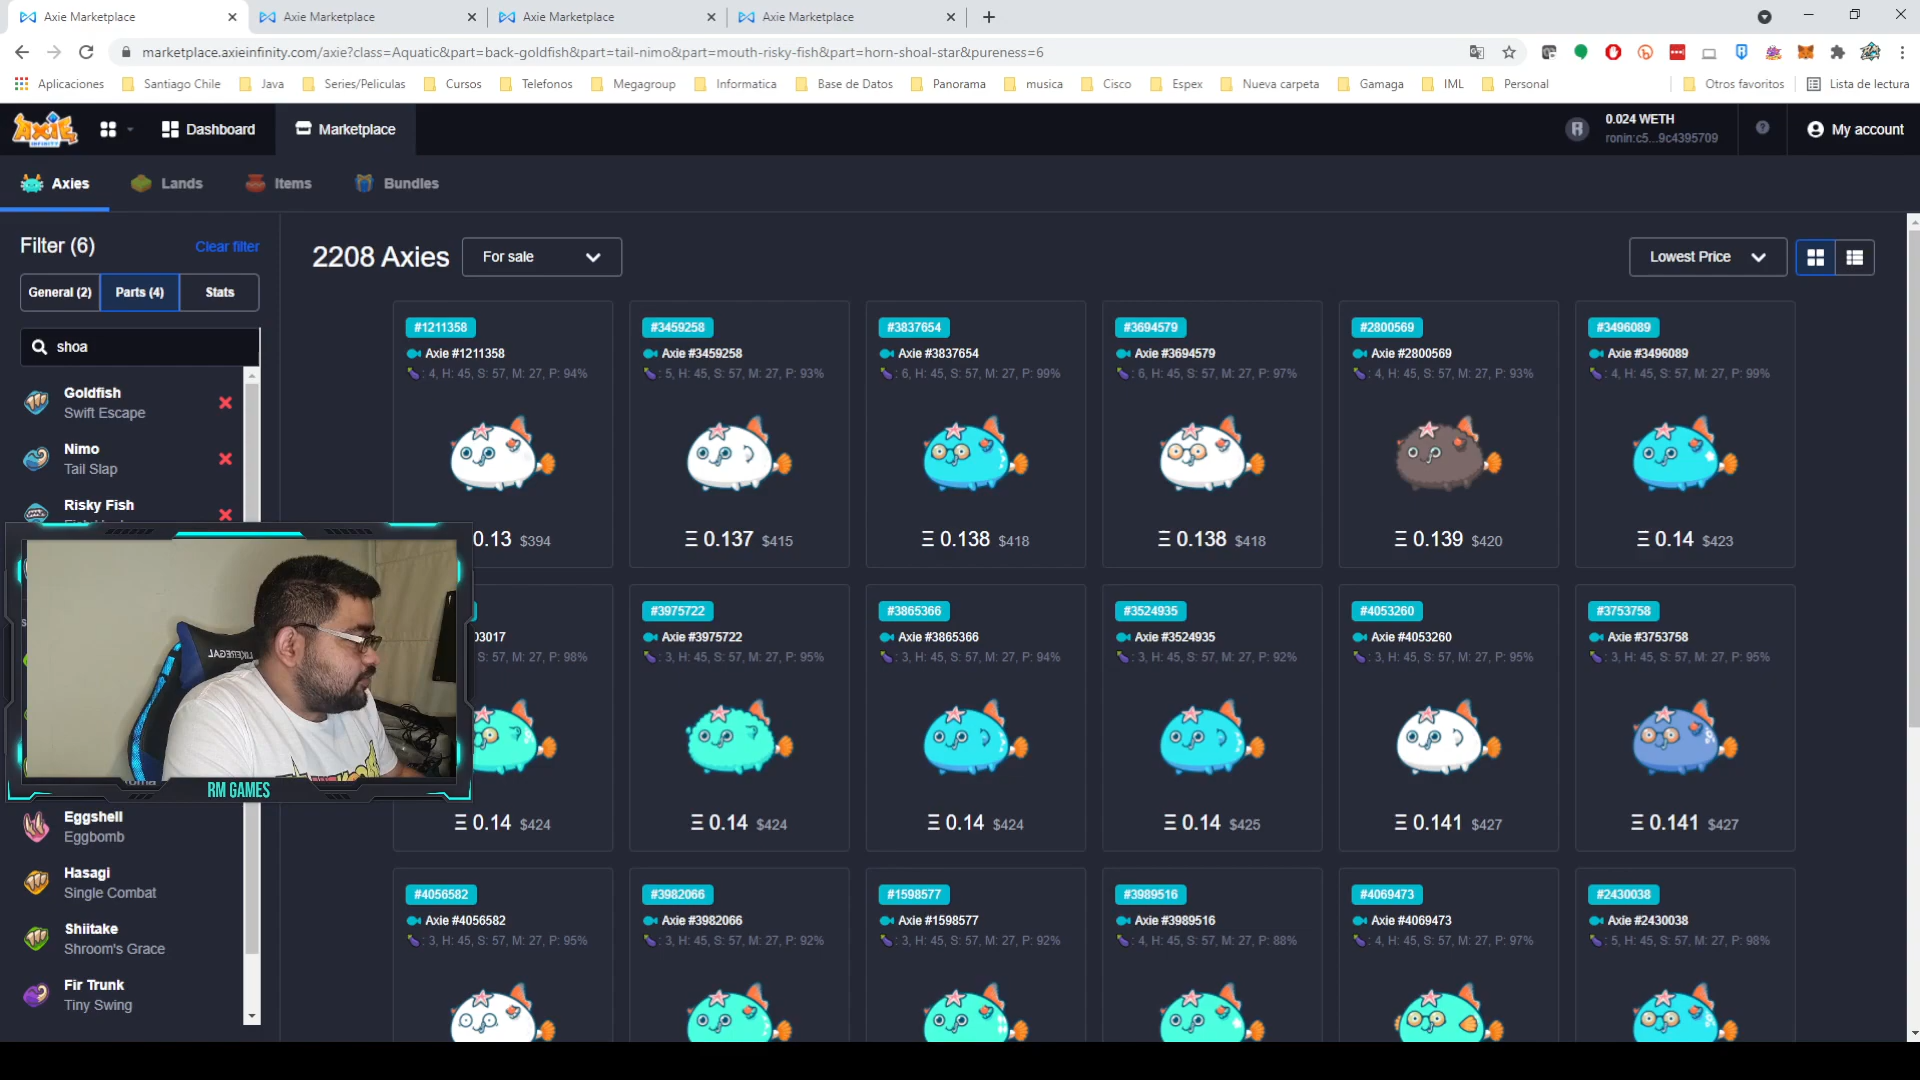 Axie Marketplace
Axie Marketplace
Axie Marketplace
Axie Marketplace
marketplace.axieinfinity.com/axie?class=Aquatic&part=back-goldfish&part=tail-nimo&part=mouth-risky-fish&part=horn-shoal-star&pureness=6
Aplicaciones Santiago Chile Java Series/Peliculas Cursos Telefonos Megagroup Informatica Base de Datos Panorama musica Cisco Espex Nueva carpeta Gamaga IML Personal Otros favoritos Lista de lectura
AXIE INFINITY
Dashboard
Marketplace
0.024 WETH
ronin:c5...9c4395709
My account
Axies
Lands
Items
Bundles
Filter (6)
Clear filter
General (2)
Parts (4)
Stats
shoa
Goldfish
Swift Escape
Nimo
Tail Slap
Risky Fish
Eggshell
Eggbomb
Hasagi
Single Combat
Shiitake
Shroom's Grace
Fir Trunk
Tiny Swing
LIKEREGAL
RM GAMES
2208 Axies
For sale
Lowest Price
#1211358
Axie #1211358
: 4, H: 45, S: 57, M: 27, P: 94%
0.13 $394
#3459258
Axie #3459258
: 5, H: 45, S: 57, M: 27, P: 93%
Ξ 0.137 $415
#3837654
Axie #3837654
: 6, H: 45, S: 57, M: 27, P: 99%
Ξ 0.138 $418
#3694579
Axie #3694579
: 6, H: 45, S: 57, M: 27, P: 97%
Ξ 0.138 $418
#2800569
Axie #2800569
: 4, H: 45, S: 57, M: 27, P: 93%
Ξ 0.139 $420
#3496089
Axie #3496089
: 4, H: 45, S: 57, M: 27, P: 99%
Ξ 0.14 $423
03017
S: 57, M: 27, P: 98%
Ξ 0.14 $424
#3975722
Axie #3975722
: 3, H: 45, S: 57, M: 27, P: 95%
Ξ 0.14 $424
#3865366
Axie #3865366
: 3, H: 45, S: 57, M: 27, P: 94%
Ξ 0.14 $424
#3524935
Axie #3524935
: 3, H: 45, S: 57, M: 27, P: 92%
Ξ 0.14 $425
#4053260
Axie #4053260
: 3, H: 45, S: 57, M: 27, P: 95%
Ξ 0.141 $427
#3753758
Axie #3753758
: 3, H: 45, S: 57, M: 27, P: 95%
Ξ 0.141 $427
#4056582
Axie #4056582
: 3, H: 45, S: 57, M: 27, P: 95%
#3982066
Axie #3982066
: 3, H: 45, S: 57, M: 27, P: 92%
#1598577
Axie #1598577
: 3, H: 45, S: 57, M: 27, P: 92%
#3989516
Axie #3989516
: 4, H: 45, S: 57, M: 27, P: 88%
#4069473
Axie #4069473
: 4, H: 45, S: 57, M: 27, P: 97%
#2430038
Axie #2430038
: 5, H: 45, S: 57, M: 27, P: 98%